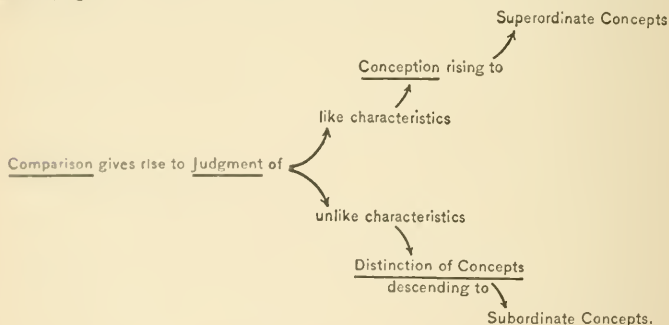 Superordinate Concepts
Conception rising to
like characteristics
Comparison gives rise to Judgment of
unlike characteristics
Distinction of Concepts
descending to
Subordinate Concepts.